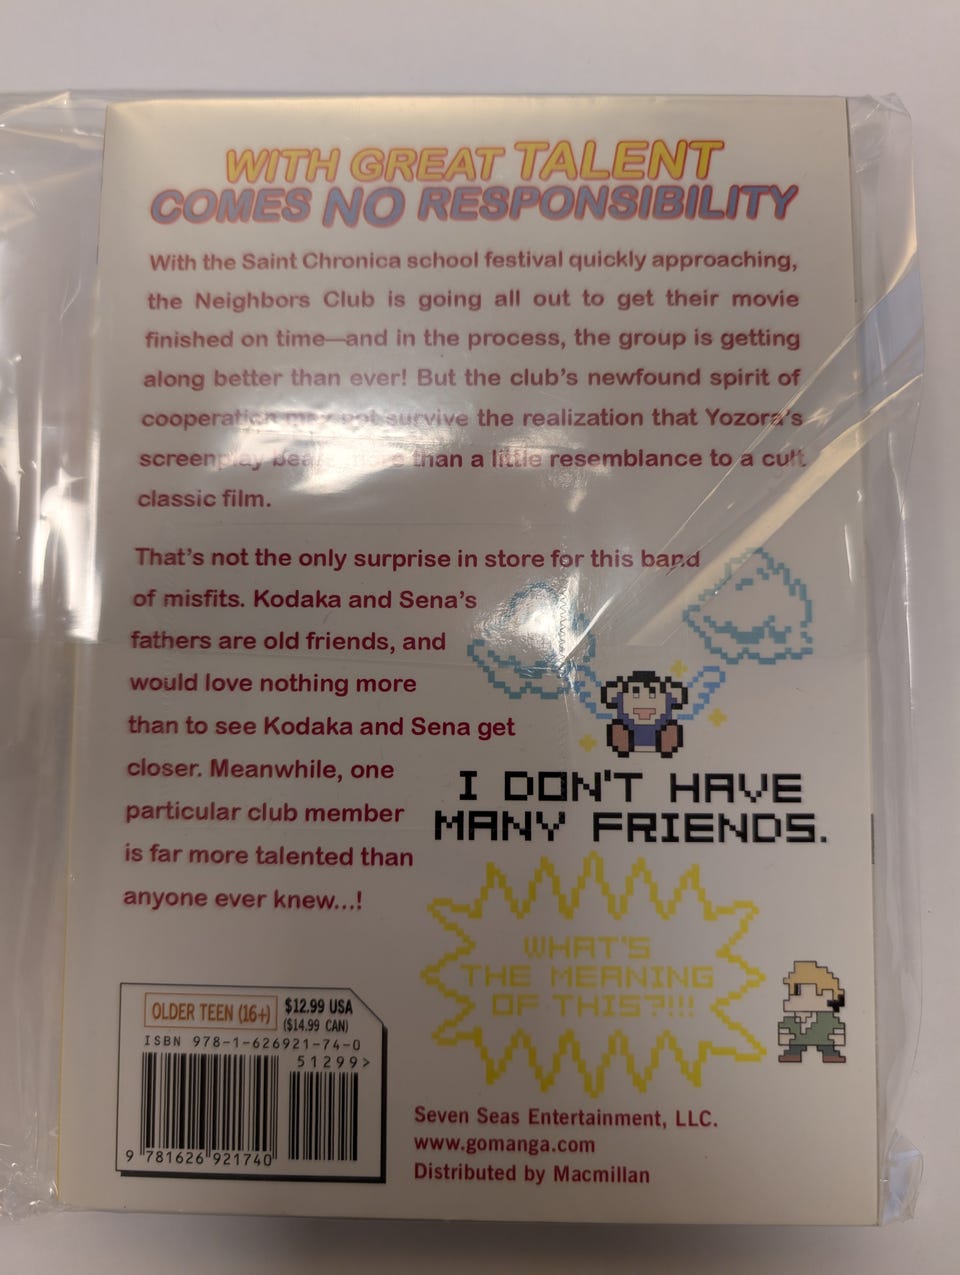 WITH GREAT TALENT
COMES NO RESPONSIBILITY
With the Saint Chronica school festival quickly approaching,
the Neighbors Club is going all out to get their movie
finished on time—and in the process, the group is getting
along better than ever! But the club's newfound spirit of
cooperation may not survive the realization that Yozora's
screenplay bears more than a little resemblance to a cult
classic film.
That's not the only surprise in store for this band
of misfits. Kodaka and Sena's
fathers are old friends, and
would love nothing more
than to see Kodaka and Sena get
closer. Meanwhile, one
particular club member
is far more talented than
anyone ever knew...!
I DON'T HAVE
MANY FRIENDS.
WHAT'S
THE MEANING
OF THIS?!!!
OLDER TEEN (16+)
$12.99 USA
($14.99 CAN)
ISBN 978-1-626921-74-0
51299>
9 781626 921740
Seven Seas Entertainment, LLC.
www.gomanga.com
Distributed by Macmillan